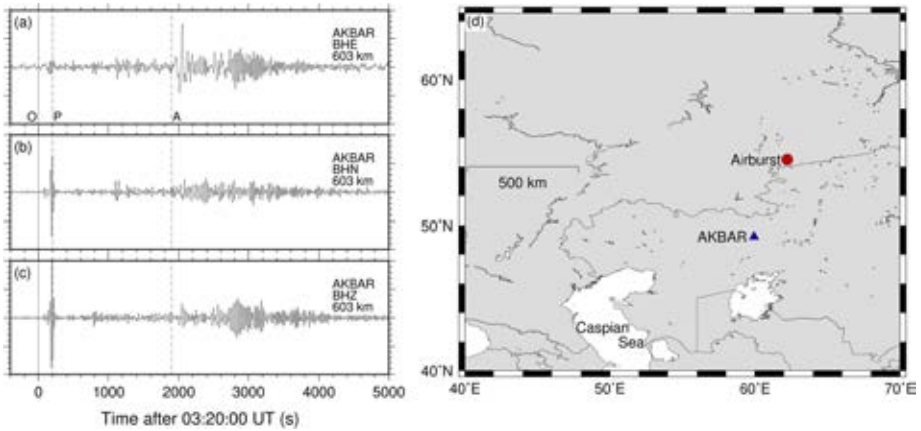 (a)
AKBAR
BHE
603 km
O P A
(b)
AKBAR
BHN
603 km
(c)
AKBAR
BHZ
603 km
0 1000 2000 3000 4000 5000
Time after 03:20:00 UT (s)
(d)
60˚N
Airburst
500 km
50˚N
AKBAR
Caspian
Sea
40˚N
40˚E 50˚E 60˚E 70˚E